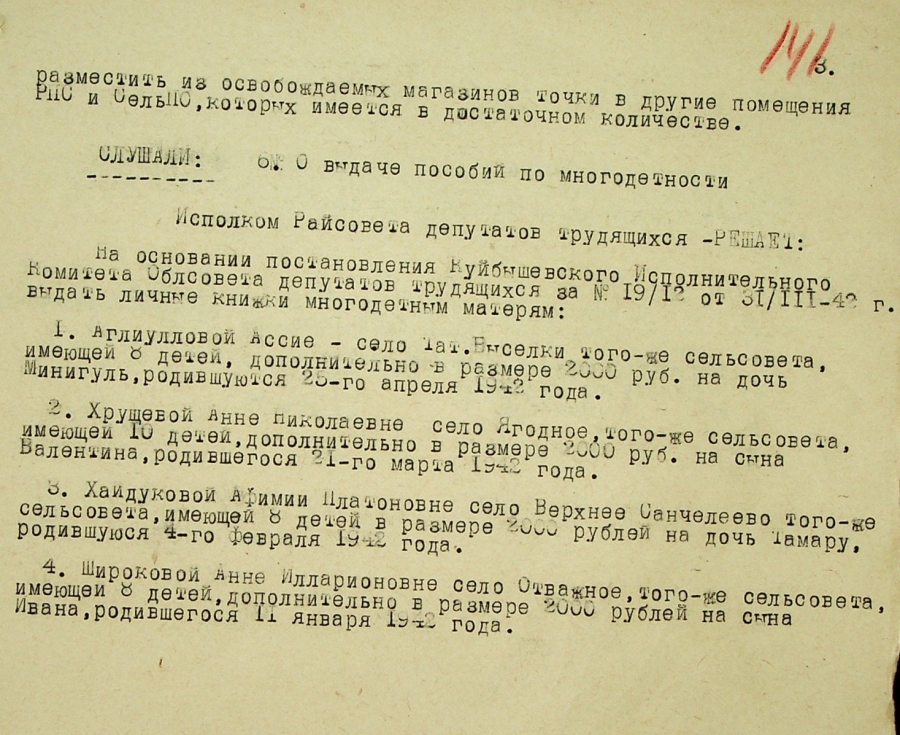 141
3.
разместить из освобождаемых магазинов точки в другие помещения
РПС и СельПО,которых имеется в достаточном количестве.
СЛУШАЛИ: 6. О выдаче пособий по многодетности
Исполком Райсовета депутатов трудящихся -РЕШАЕТ:
На основании постановления Куйбышевского Исполнительного
Комитета Облсовета депутатов трудящихся за № 19/12 от 31/III-42 г.
выдать личные книжки многодетным матерям:
1. Аглиулловой Ассие - село Тат.Выселки того-же сельсовета,
имеющей 8 детей, дополнительно в размере 2000 руб. на дочь
Минигуль,родившуются 25-го апреля 1942 года.
2. Хрущевой Анне Николаевне село Ягодное,того-же сельсовета,
имеющей 10 детей,дополнительно в размере 2000 руб. на сына
Валентина,родившегося 21-го марта 1942 года.
3. Хайдуковой Афимии Платоновне село Верхнее Санчелеево того-же
сельсовета,имеющей 8 детей в размере 2000 рублей на дочь Тамару,
родившуюся 4-го февраля 1942 года.
4. Широковой Анне Илларионовне село Отважное,того-же сельсовета,
имеющей 8 детей,дополнительно в размере 2000 рублей на сына
Ивана,родившегося 11 января 1942 года.